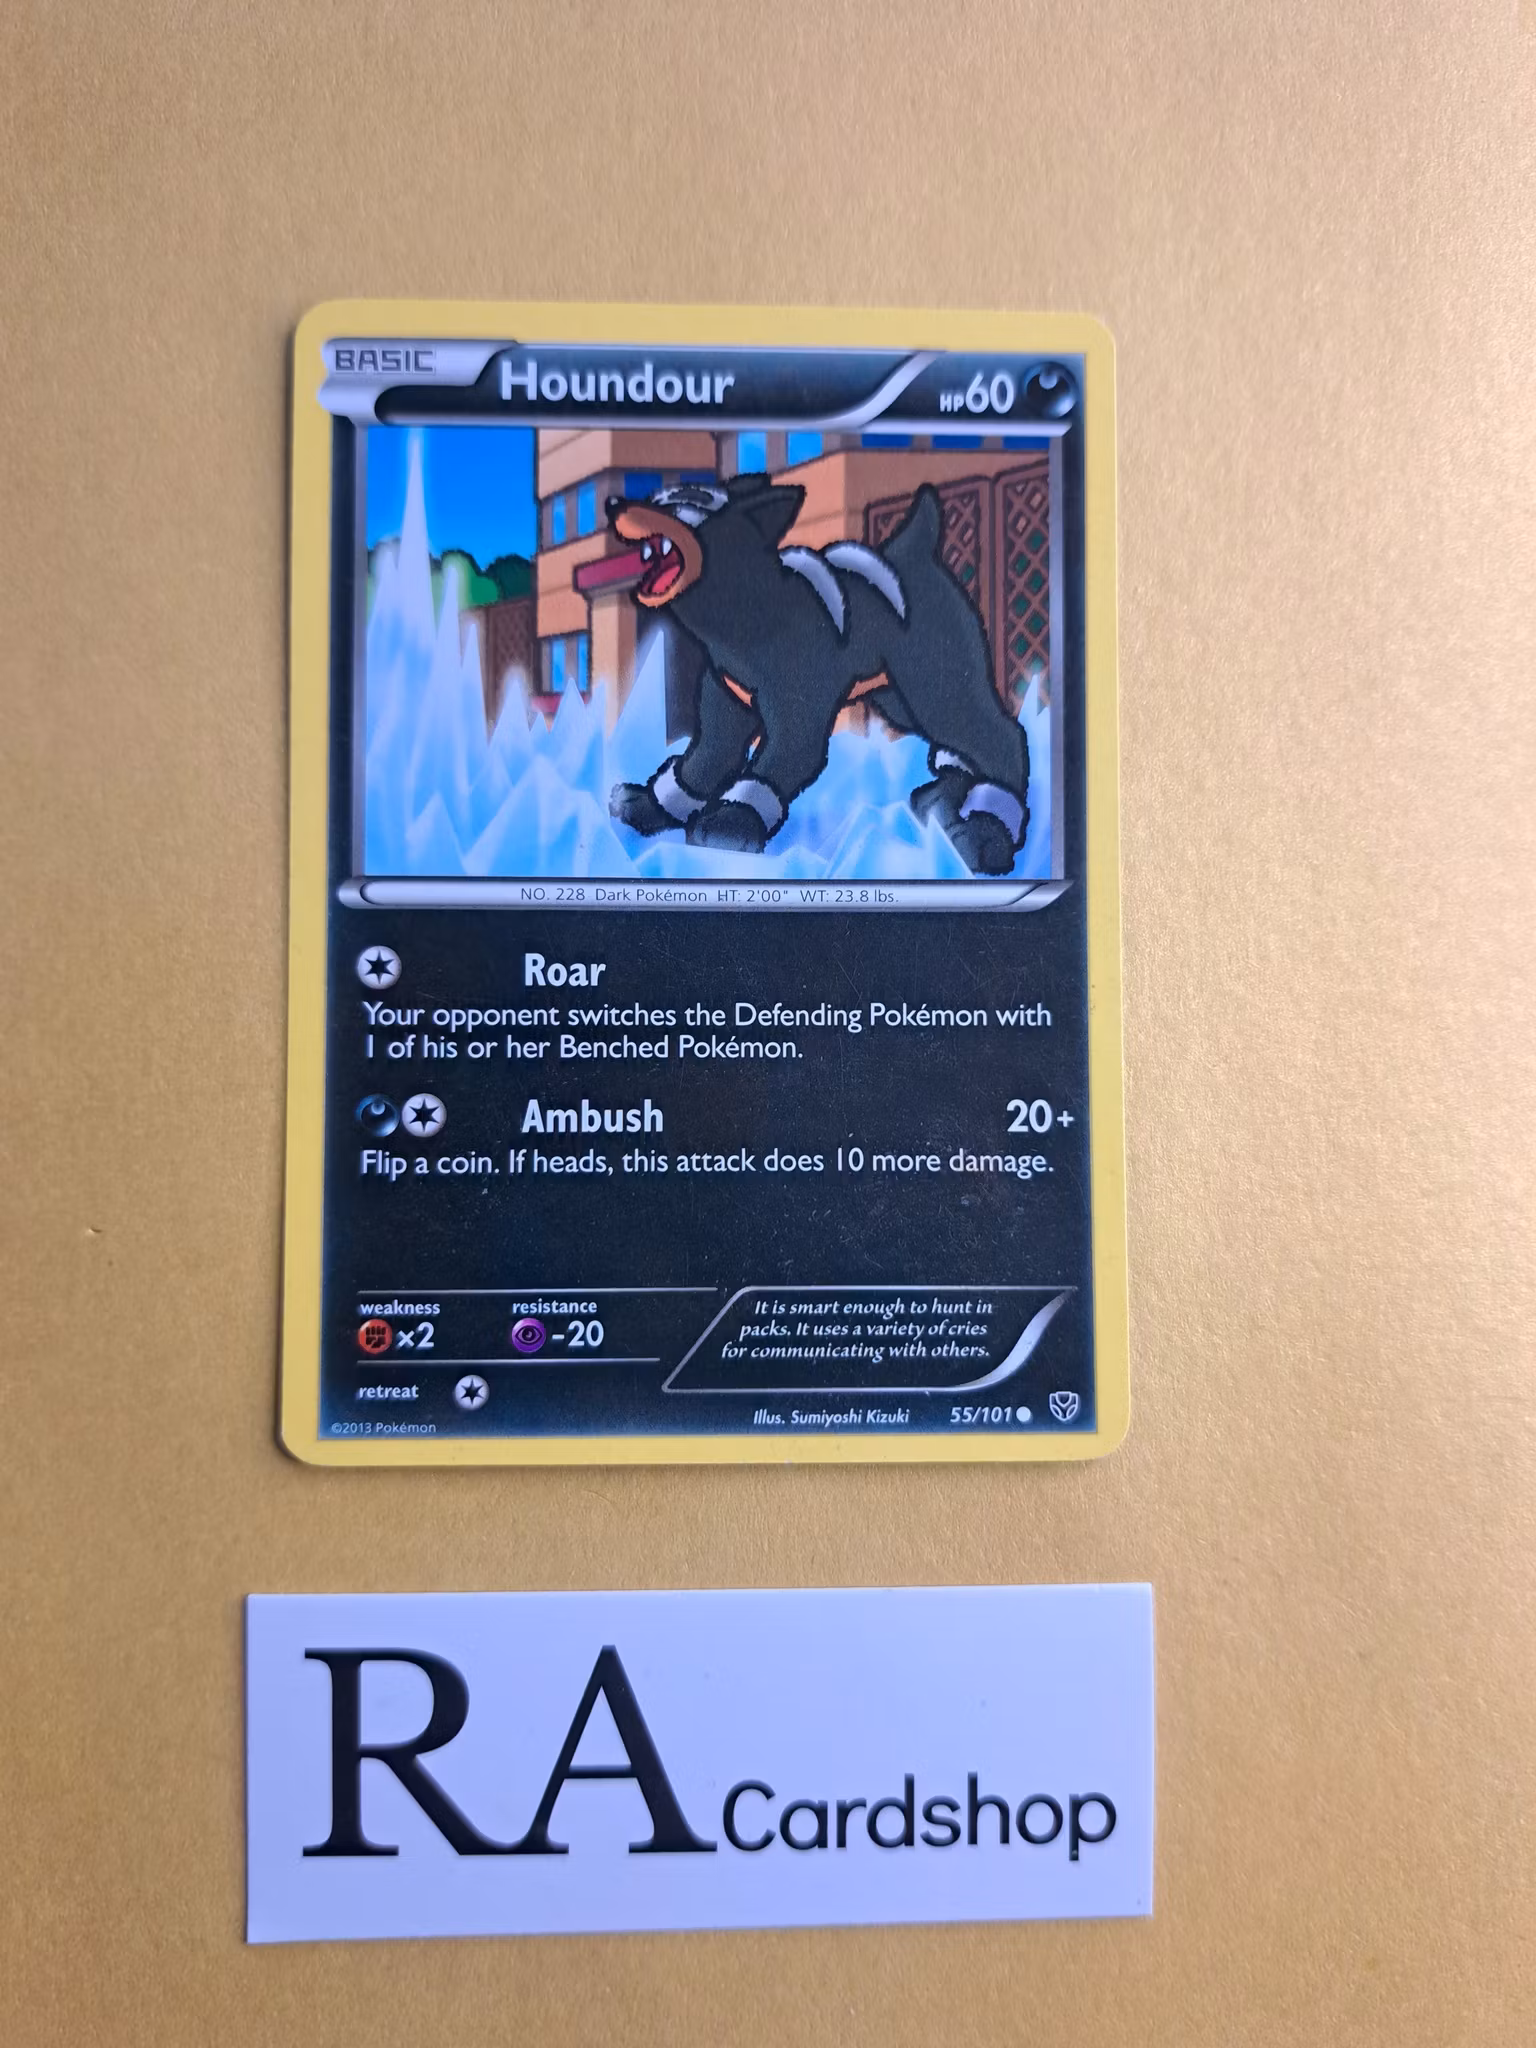 BASIC
Houndour
HP60
NO. 228 Dark Pokémon HT: 2'00" WT: 23.8 lbs.
Roar
Your opponent switches the Defending Pokémon with
1 of his or her Benched Pokémon.
Ambush 20+
Flip a coin. If heads, this attack does 10 more damage.
weakness resistance
×2 -20
It is smart enough to hunt in
packs. It uses a variety of cries
for communicating with others.
retreat
Illus. Sumiyoshi Kizuki 55/101
©2013 Pokémon
RA Cardshop